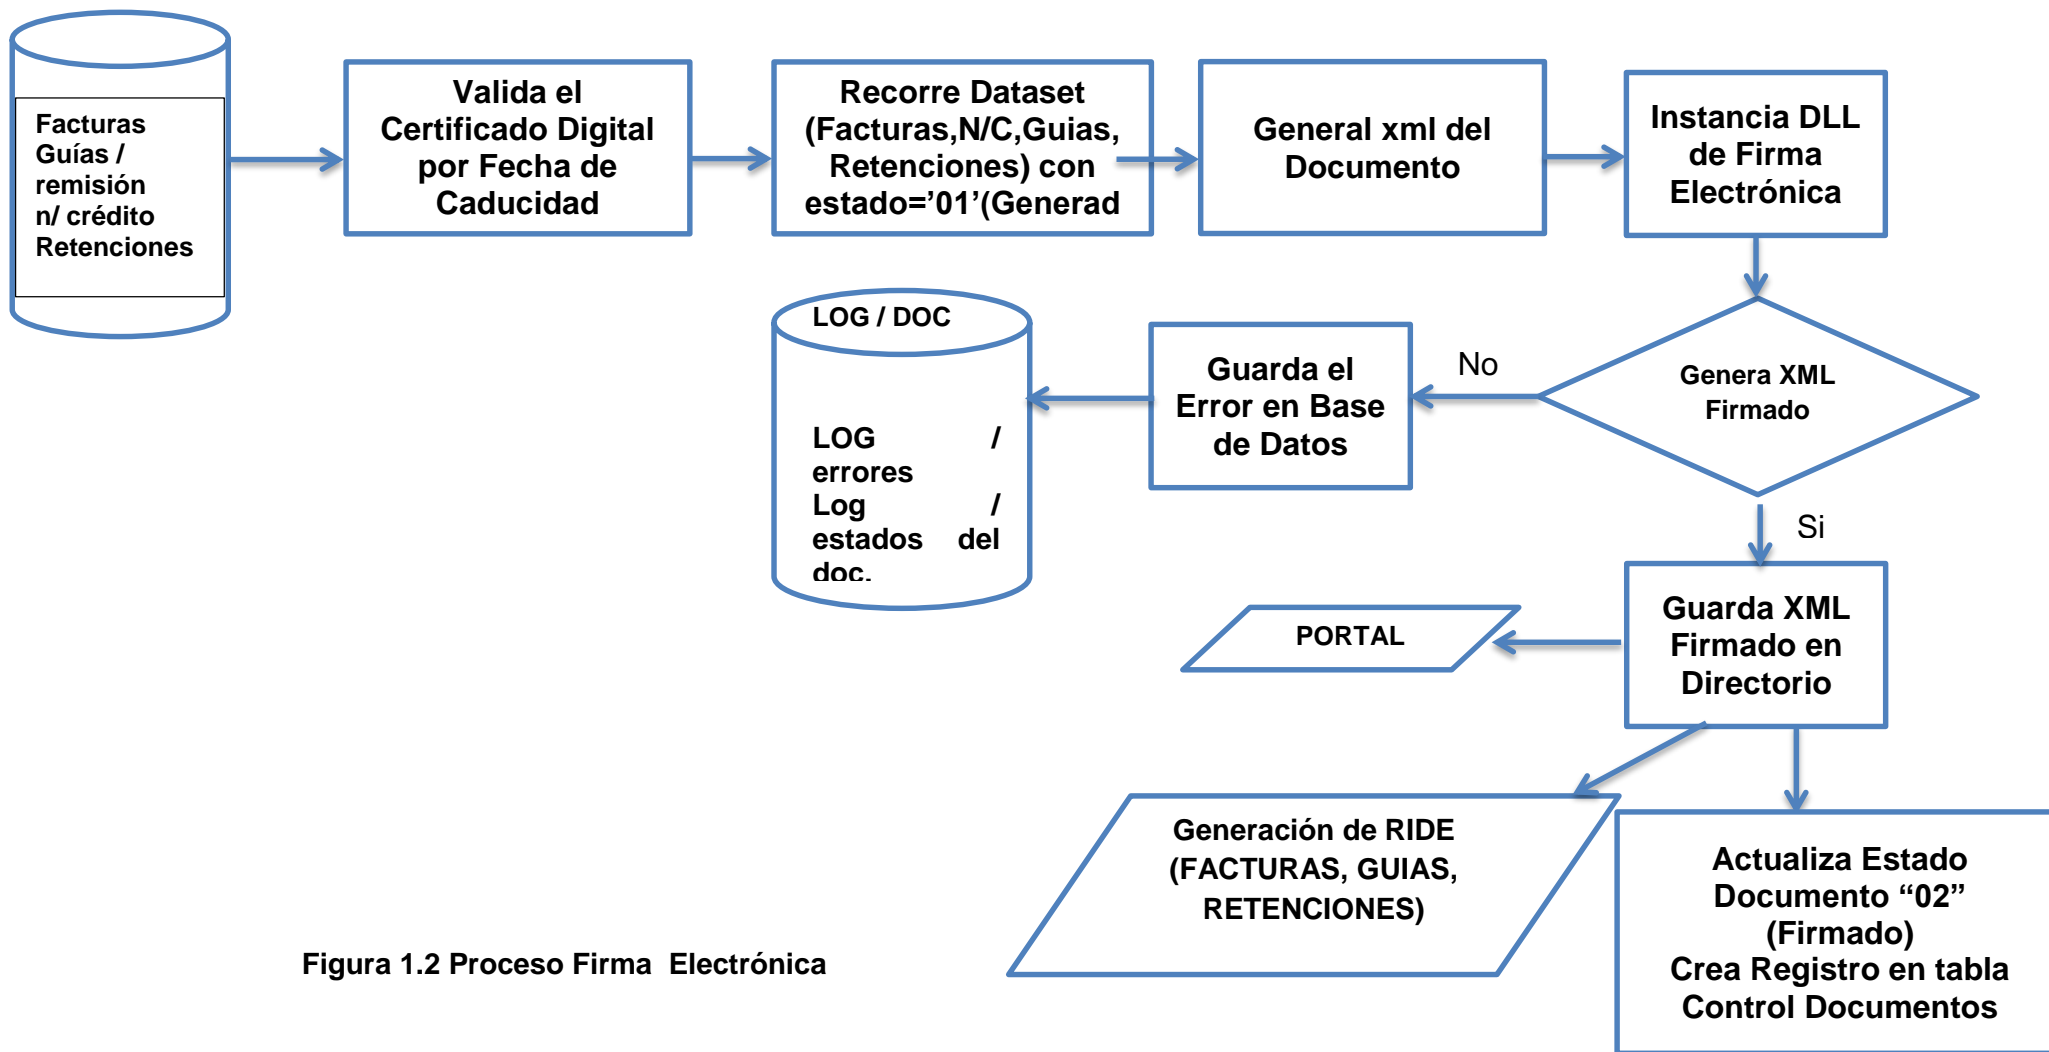 Facturas
Guías /
remisión
n/ crédito
Retenciones
Valida el
Certificado Digital
por Fecha de
Caducidad
Recorre Dataset
(Facturas,N/C,Guias,
Retenciones) con
estado=’01’(Generad
General xml del
Documento
Instancia DLL
de Firma
Electrónica
Genera XML
Firmado
No
Guarda el
Error en Base
de Datos
LOG / DOC
LOG /
errores
Log /
estados del
doc.
Si
Guarda XML
Firmado en
Directorio
PORTAL
Generación de RIDE
(FACTURAS, GUIAS,
RETENCIONES)
Actualiza Estado
Documento “02”
(Firmado)
Crea Registro en tabla
Control Documentos
Figura 1.2 Proceso Firma  Electrónica